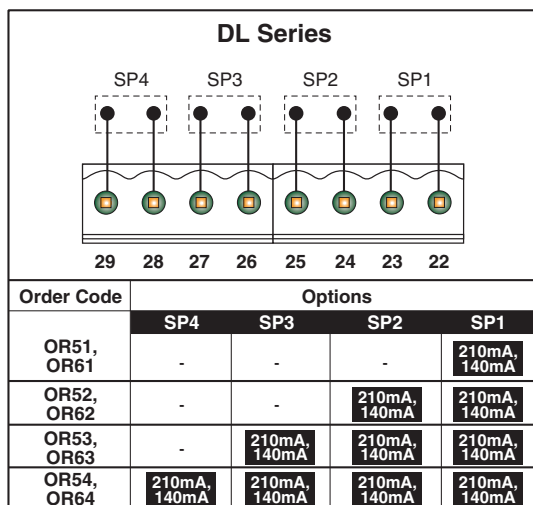 DL Series
SP4 SP3 SP2 SP1
29 28 27 26 25 24 23 22
Order Code Options
SP4 SP3 SP2 SP1
OR51,
OR61 - - - 210mA,
140mA
OR52,
OR62 - - 210mA,
140mA 210mA,
140mA
OR53,
OR63 - 210mA,
140mA 210mA,
140mA 210mA,
140mA
OR54,
OR64 210mA,
140mA 210mA,
140mA 210mA,
140mA 210mA,
140mA